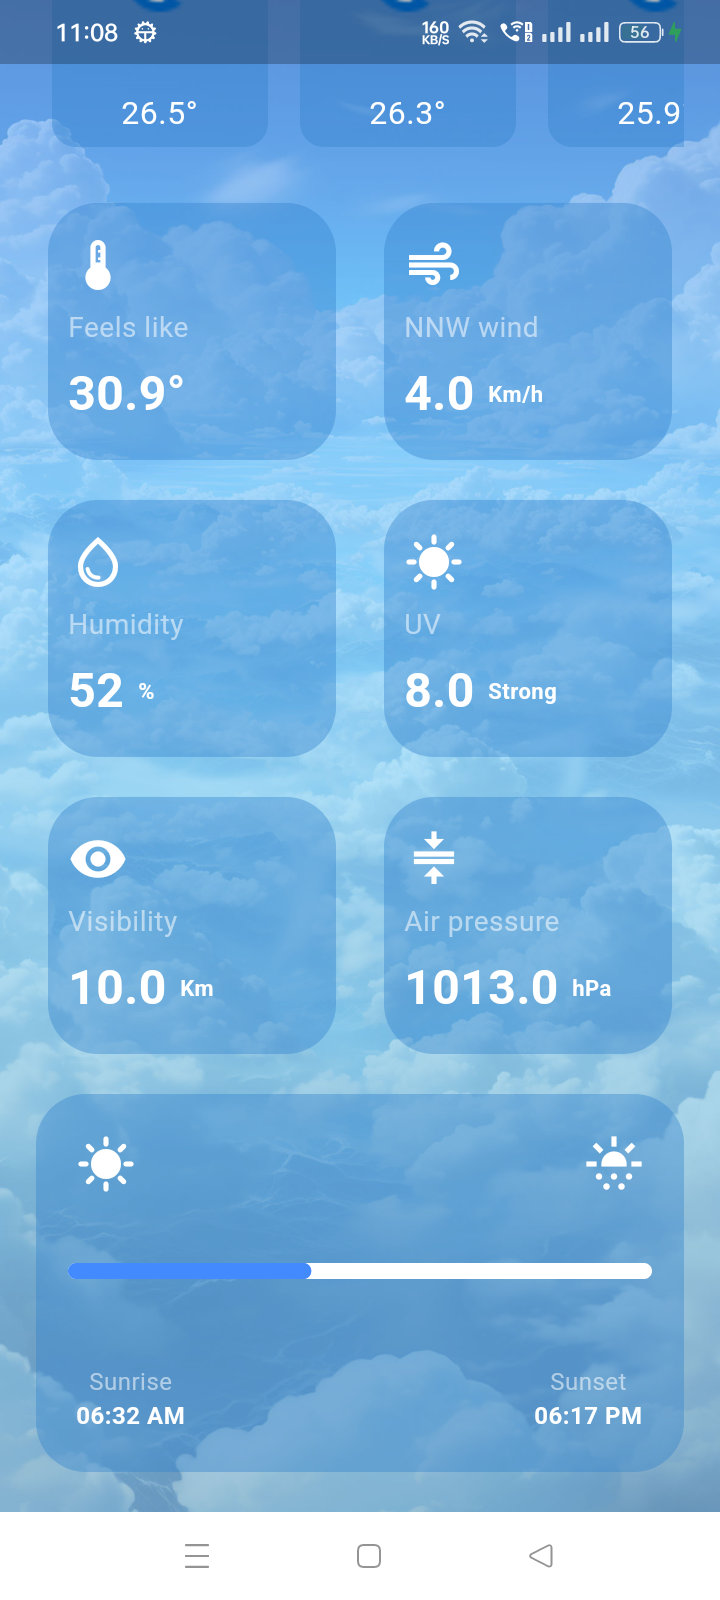 11:08 160 KB/S 1 2 56
26.5° 26.3° 25.9
Feels like
30.9°
NNW wind
4.0 Km/h
Humidity
52 %
UV
8.0 Strong
Visibility
10.0 Km
Air pressure
1013.0 hPa
Sunrise
06:32 AM
Sunset
06:17 PM